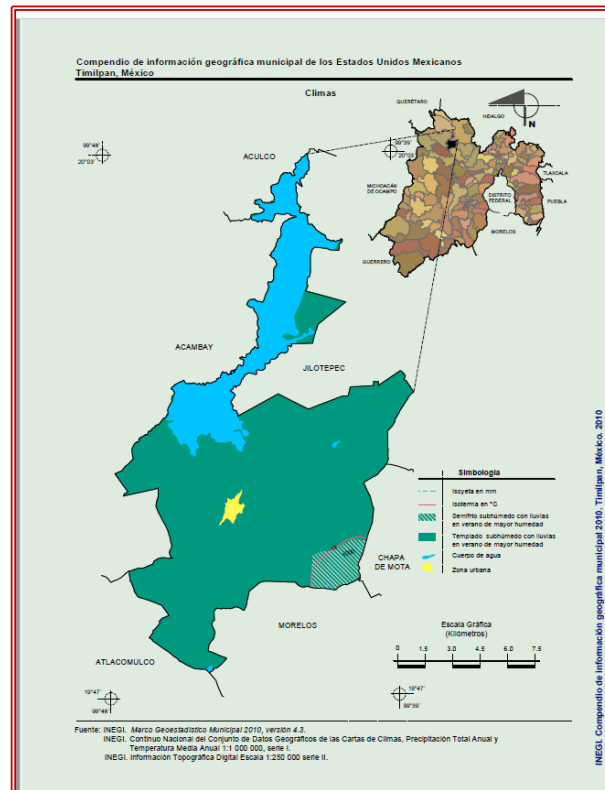 Compendio de información geográfica municipal de los Estados Unidos Mexicanos
Timilpan, México
Climas
QUERÉTARO
HIDALGO
N
99°48'
20°03'
ACULCO
99°39'
20°03'
TLAXCALA
MICHOACÁN
DE OCAMPO
DISTRITO
FEDERAL
PUEBLA
MORELOS
GUERRERO
ACAMBAY
JILOTEPEC
Simbología
Isoyeta en mm
Isoterma en °C
Semifrío subhúmedo con lluvias
en verano de mayor humedad
Templado subhúmedo con lluvias
en verano de mayor humedad
Cuerpo de agua
Zona urbana
CHAPA
DE MOTA
MORELOS
ATLACOMULCO
Escala Gráfica
(Kilómetros)
0 1.5 3.0 4.5 6.0 7.5
19°47'
99°48'
19°47'
99°39'
Fuente: INEGI. Marco Geoestadístico Municipal 2010, versión 4.3.
INEGI. Continuo Nacional del Conjunto de Datos Geográficos de las Cartas de Climas, Precipitación Total Anual y
Temperatura Media Anual 1:1 000 000, serie I.
INEGI. Información Topográfica Digital Escala 1:250 000 serie II.
INEGI. Compendio de información geográfica municipal 2010. Timilpan, México. 2010